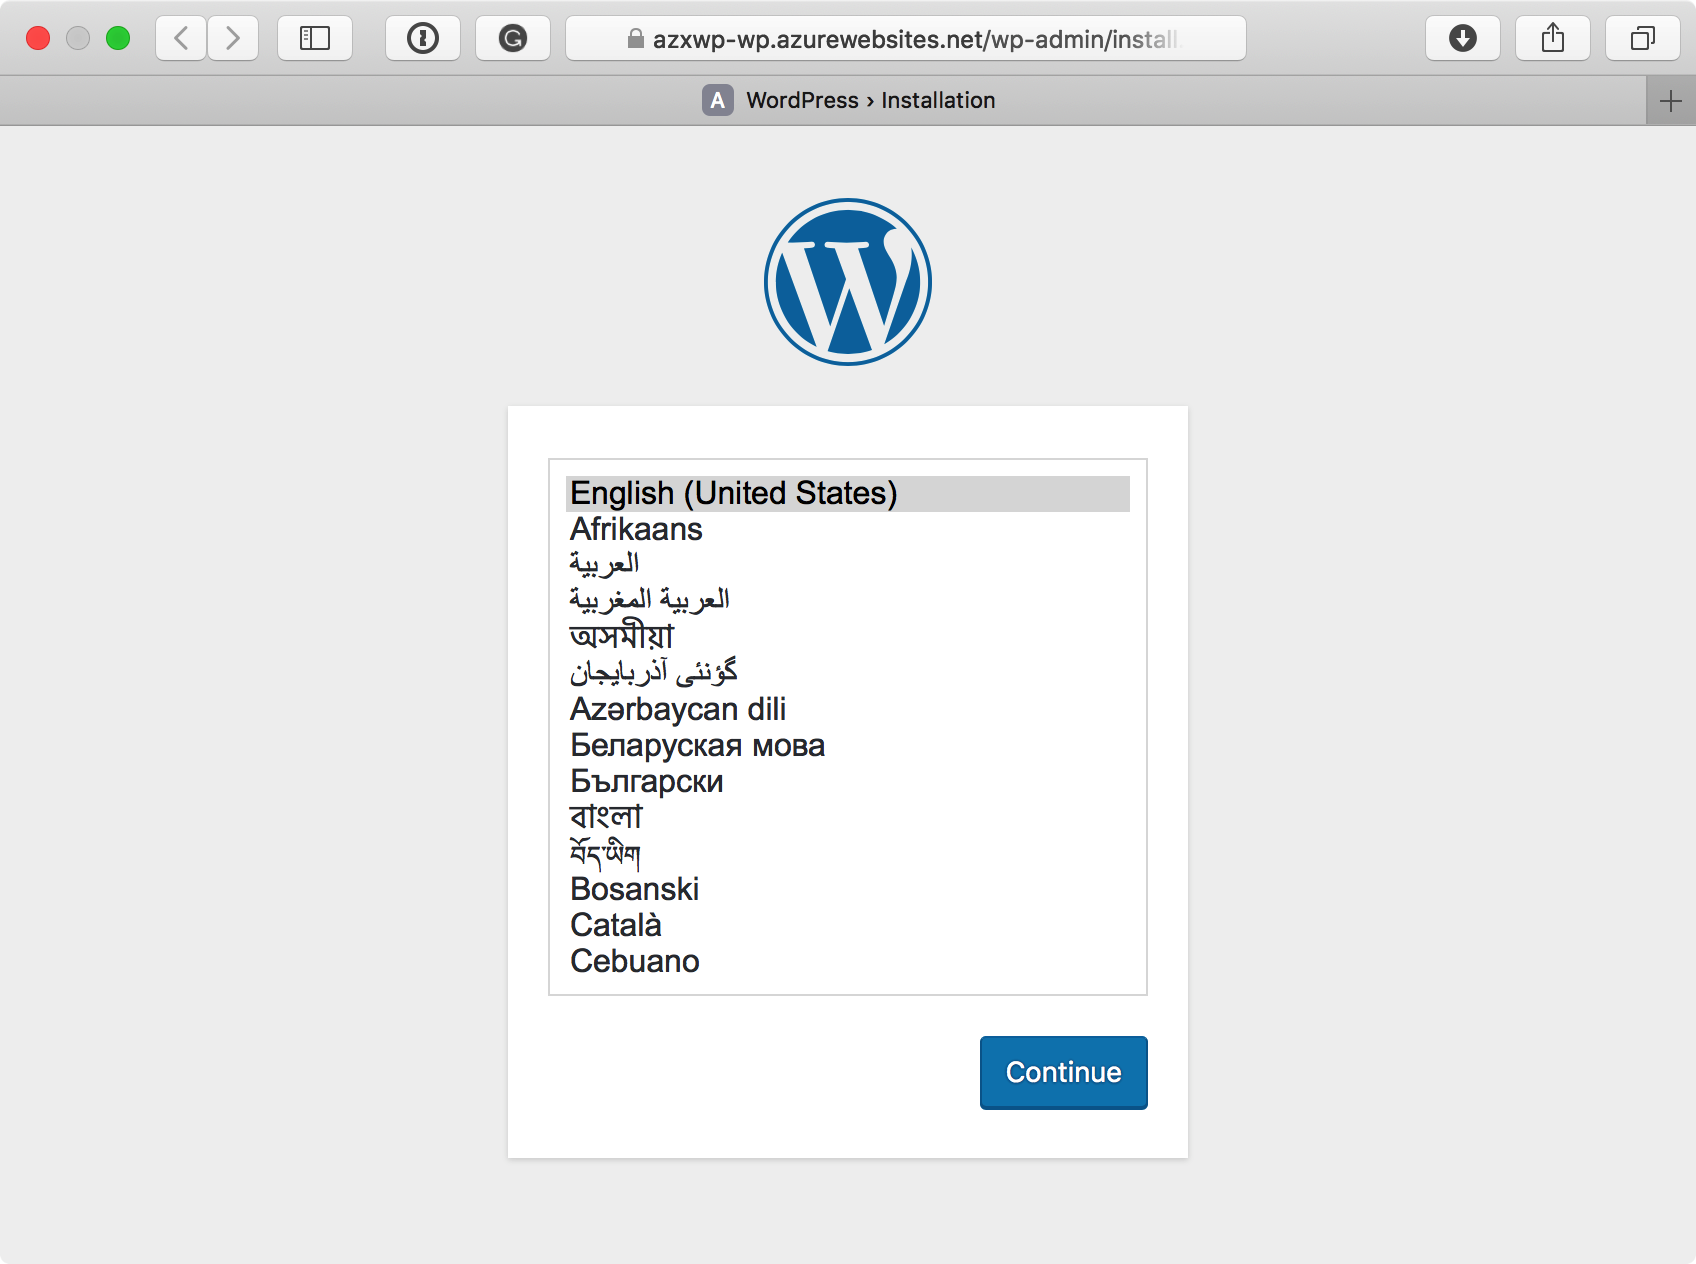 azxwp-wp.azurewebsites.net/wp-admin/install.
A WordPress › Installation
English (United States)
Afrikaans
العربية
العربية المغربية
অসমীয়া
گؤنئی آذربایجان
Azərbaycan dili
Беларуская мова
Български
বাংলা
བོད་ཡིག
Bosanski
Català
Cebuano
Continue